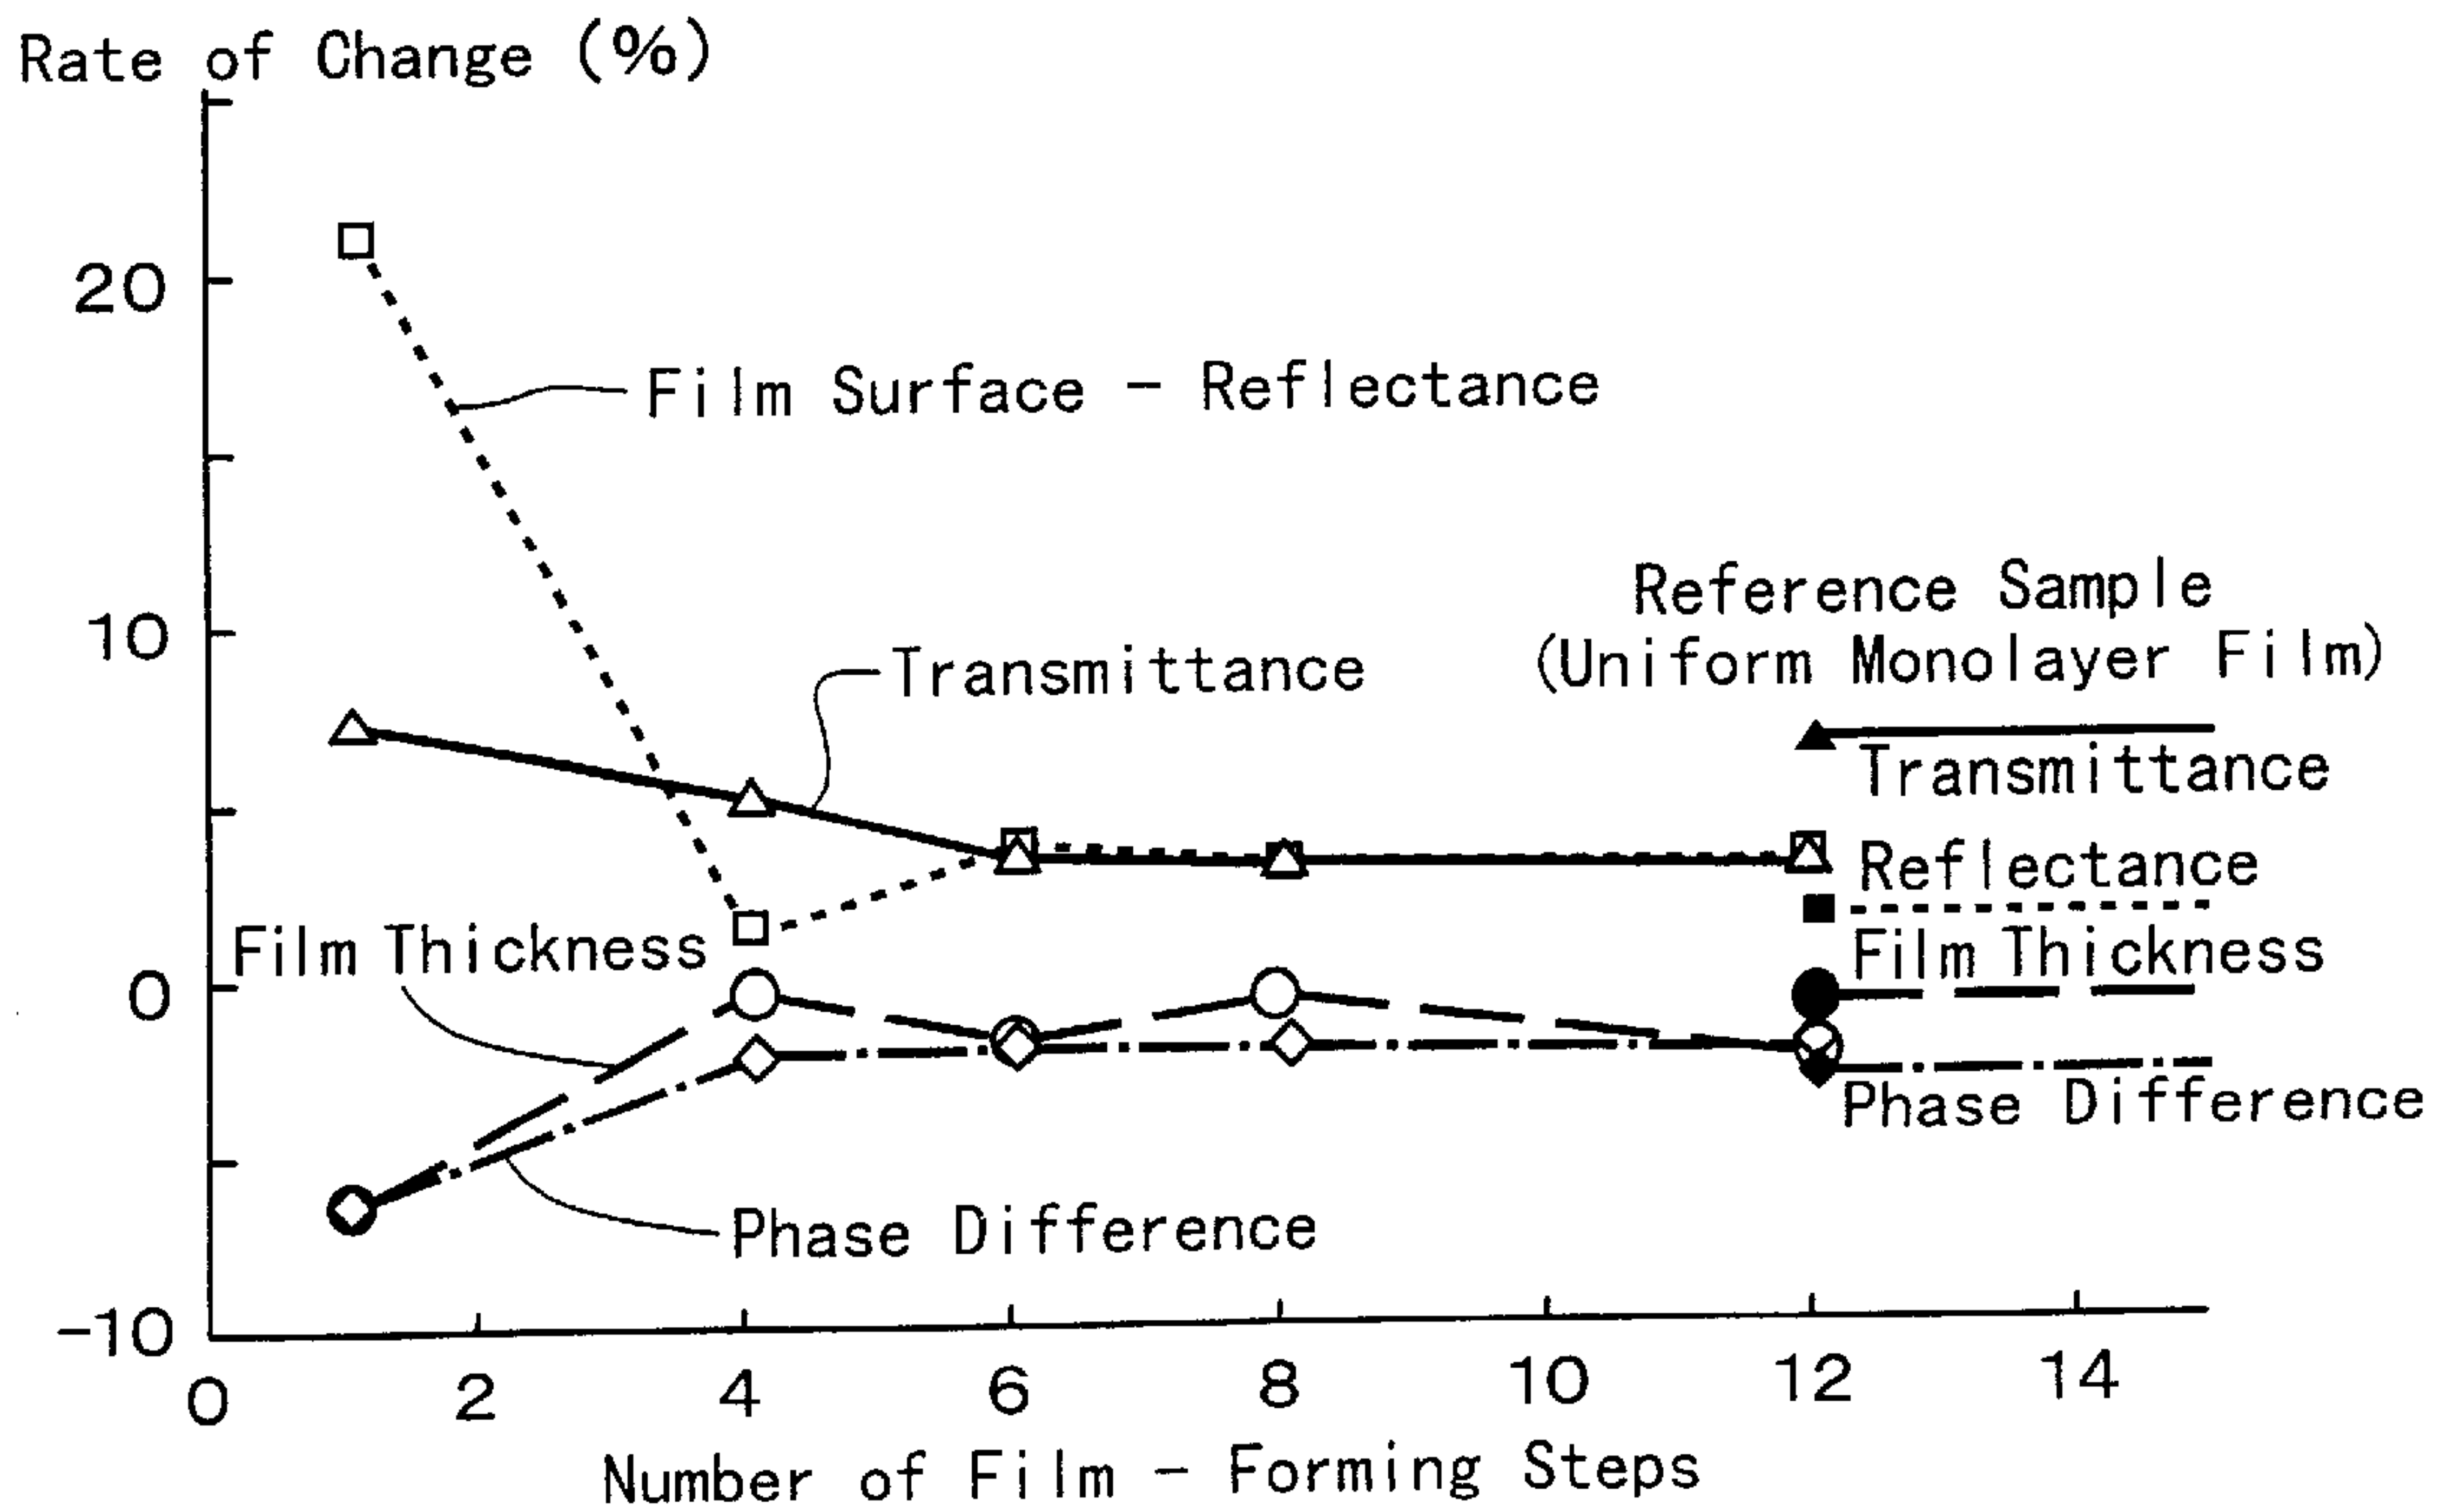 Rate of Change (%)
20
Film Surface - Reflectance
10
Reference Sample
(Uniform Monolayer Film)
Transmittance
Transmittance
Reflectance
Film Thickness
Film Thickness
0
Phase Difference
Phase Difference
-10
0 2 4 6 8 10 12 14
Number of Film - Forming Steps